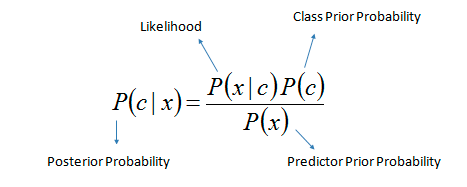 Class Prior Probability
Likelihood
P(c | x) = P(x | c)P(c) / P(x)
Posterior Probability
Predictor Prior Probability